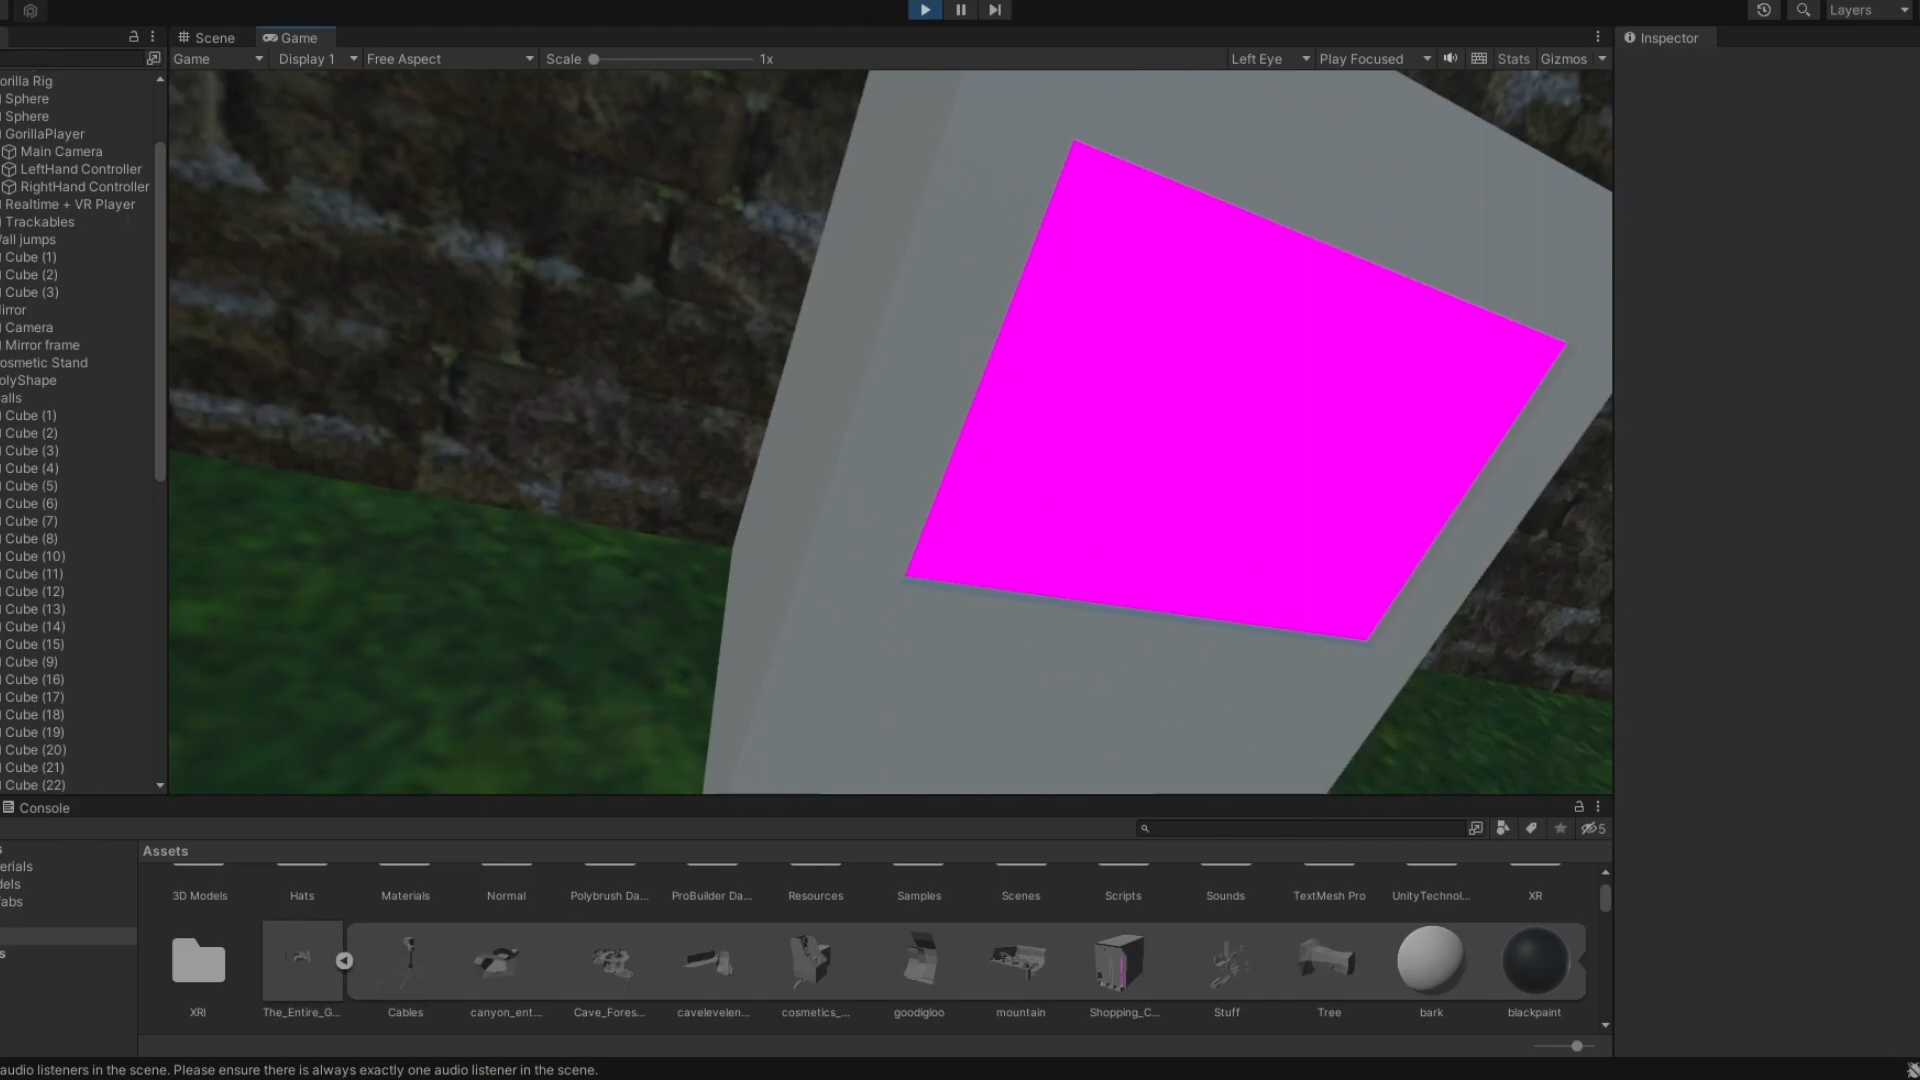 Layers
Scene
Game
Inspector
Game
Display 1
Free Aspect
Scale
1x
Left Eye
Play Focused
Stats
Gizmos
orilla Rig
Sphere
Sphere
GorillaPlayer
Main Camera
LeftHand Controller
RightHand Controller
Realtime + VR Player
Trackables
all jumps
Cube (1)
Cube (2)
Cube (3)
irror
Camera
Mirror frame
osmetic Stand
olyShape
alls
Cube (1)
Cube (2)
Cube (3)
Cube (4)
Cube (5)
Cube (6)
Cube (7)
Cube (8)
Cube (10)
Cube (11)
Cube (12)
Cube (13)
Cube (14)
Cube (15)
Cube (9)
Cube (16)
Cube (17)
Cube (18)
Cube (19)
Cube (20)
Cube (21)
Cube (22)
Console
5
s
erials
dels
fabs
s
Assets
3D Models
Hats
Materials
Normal
Polybrush Da...
ProBuilder Da...
Resources
Samples
Scenes
Scripts
Sounds
TextMesh Pro
UnityTechnol...
XR
XRI
The_Entire_G...
Cables
canyon_ent...
Cave_Fores...
cavelevelen...
cosmetics_...
goodigloo
mountain
Shopping_C...
Stuff
Tree
bark
blackpaint
audio listeners in the scene. Please ensure there is always exactly one audio listener in the scene.